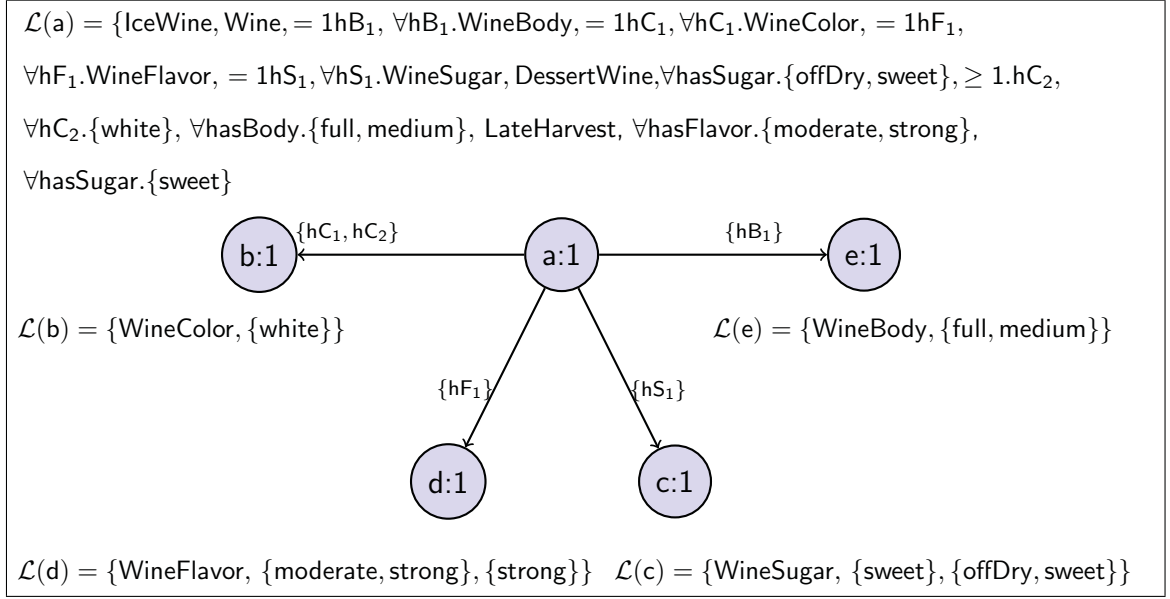 ℒ(a) = {IceWine, Wine, = 1hB₁, ∀hB₁.WineBody, = 1hC₁, ∀hC₁.WineColor, = 1hF₁,
∀hF₁.WineFlavor, = 1hS₁, ∀hS₁.WineSugar, DessertWine,∀hasSugar.{offDry, sweet}, ≥ 1.hC₂,
∀hC₂.{white}, ∀hasBody.{full, medium}, LateHarvest, ∀hasFlavor.{moderate, strong},
∀hasSugar.{sweet}
{hC₁, hC₂} {hB₁}
b:1 a:1 e:1
ℒ(b) = {WineColor, {white}} ℒ(e) = {WineBody, {full, medium}}
{hF₁} {hS₁}
d:1 c:1
ℒ(d) = {WineFlavor, {moderate, strong}, {strong}} ℒ(c) = {WineSugar, {sweet}, {offDry, sweet}}